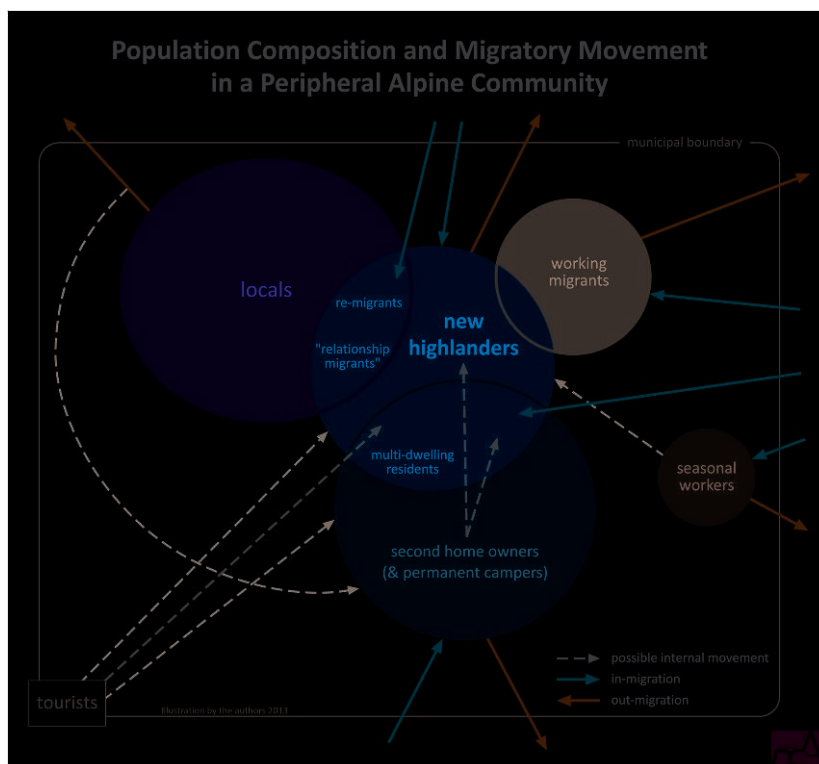 Population Composition and Migratory Movement
in a Peripheral Alpine Community
municipal boundary
locals
re-migrants
"relationship
migrants"
new
highlanders
working
migrants
multi-dwelling
residents
seasonal
workers
second home owners
(& permanent campers)
tourists
Illustration by the authors 2013
possible internal movement
in-migration
out-migration